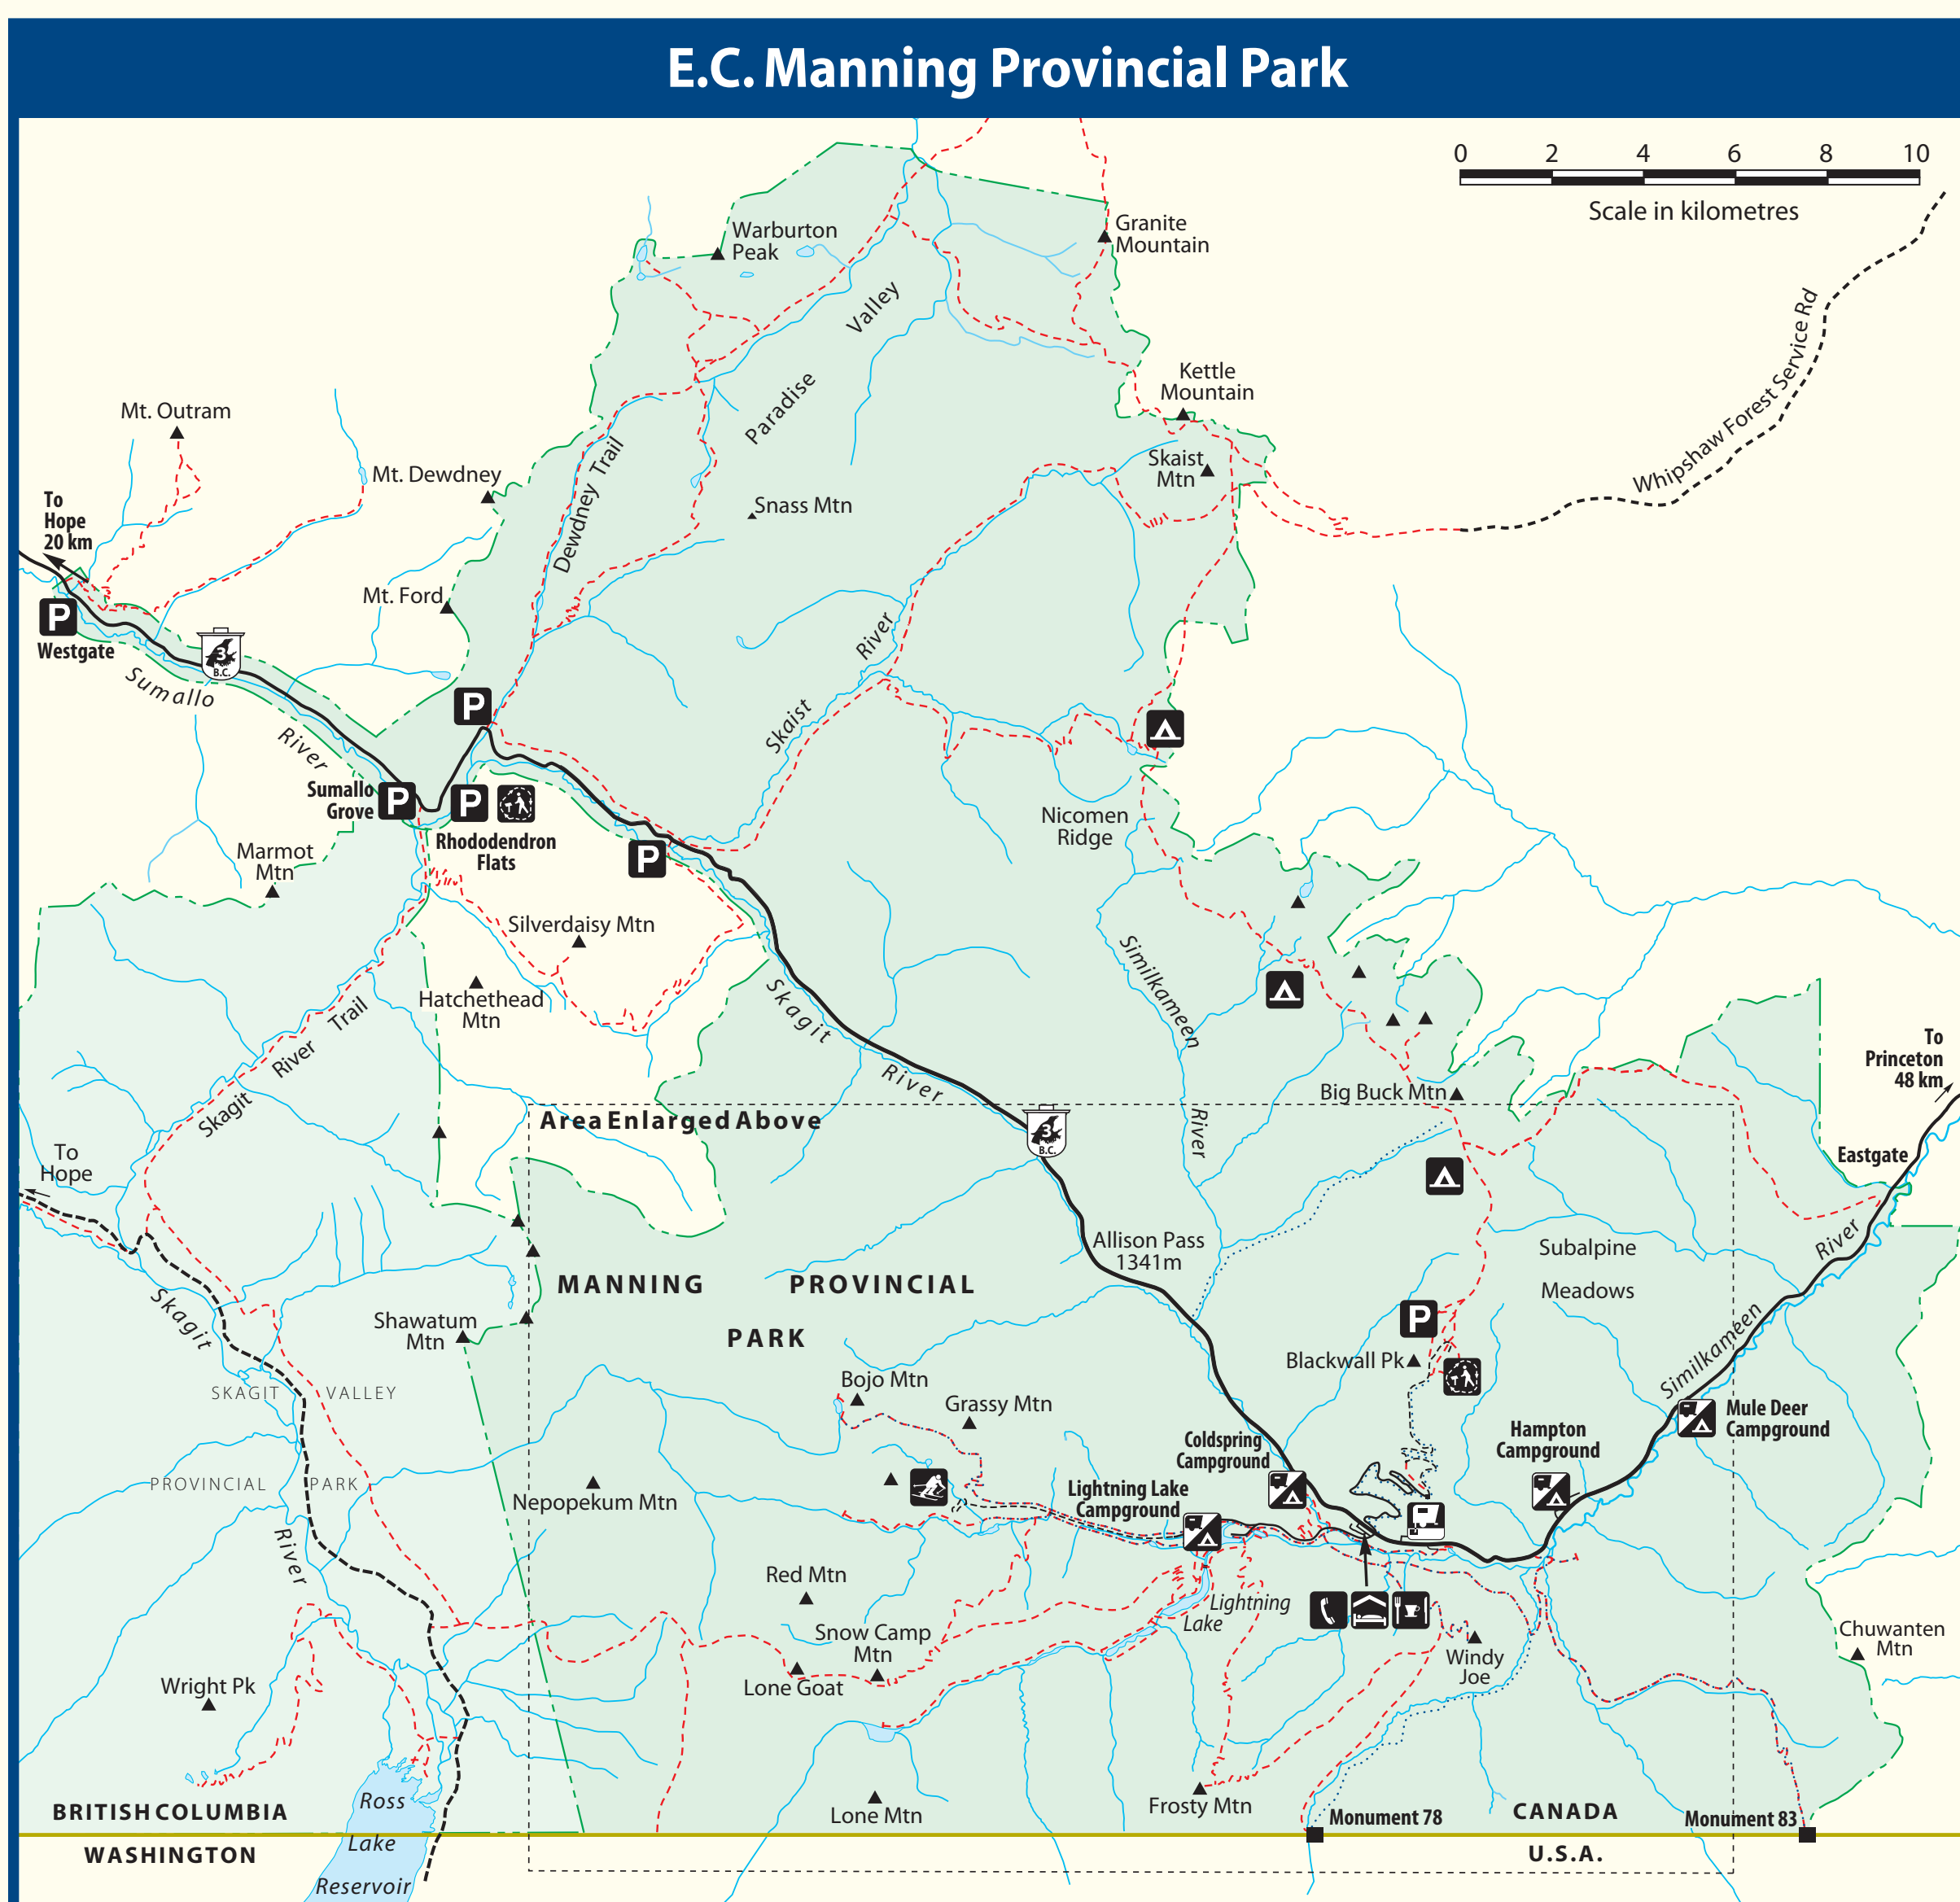 E.C. Manning Provincial Park
0 2 4 6 8 10
Scale in kilometres
Warburton
Peak
Granite
Mountain
Valley
Paradise
Whipshaw Forest Service Rd
Kettle
Mountain
Mt. Outram
Mt. Dewdney
Skaist
Mtn
Snass Mtn
Dewdney Trail
To
Hope
20 km
Mt. Ford
P
Westgate
3
B.C.
Sumallo
River
P
Skaist
River
Sumallo
Grove
P
P
Rhododendron
Flats
P
Nicomen
Ridge
Marmot
Mtn
Silverdaisy Mtn
Hatchethead
Mtn
Skagit
River
Trail
Skagit
River
Similkameen
River
Big Buck Mtn
To
Princeton
48 km
Area Enlarged Above
3
B.C.
To
Hope
Eastgate
Allison Pass
1341m
Subalpine
Meadows
River
Similkameen
MANNING PROVINCIAL
PARK
Skagit
Shawatum
Mtn
P
Blackwall Pk
SKAGIT VALLEY
PROVINCIAL PARK
River
Bojo Mtn
Grassy Mtn
Mule Deer
Campground
Hampton
Campground
Coldspring
Campground
Lightning Lake
Campground
Nepopekum Mtn
Red Mtn
Snow Camp
Mtn
Lone Goat
Lightning
Lake
Windy
Joe
Chuwanten
Mtn
Wright Pk
Lone Mtn
Frosty Mtn
Monument 78
Monument 83
BRITISH COLUMBIA
WASHINGTON
CANADA
U.S.A.
Ross
Lake
Reservoir